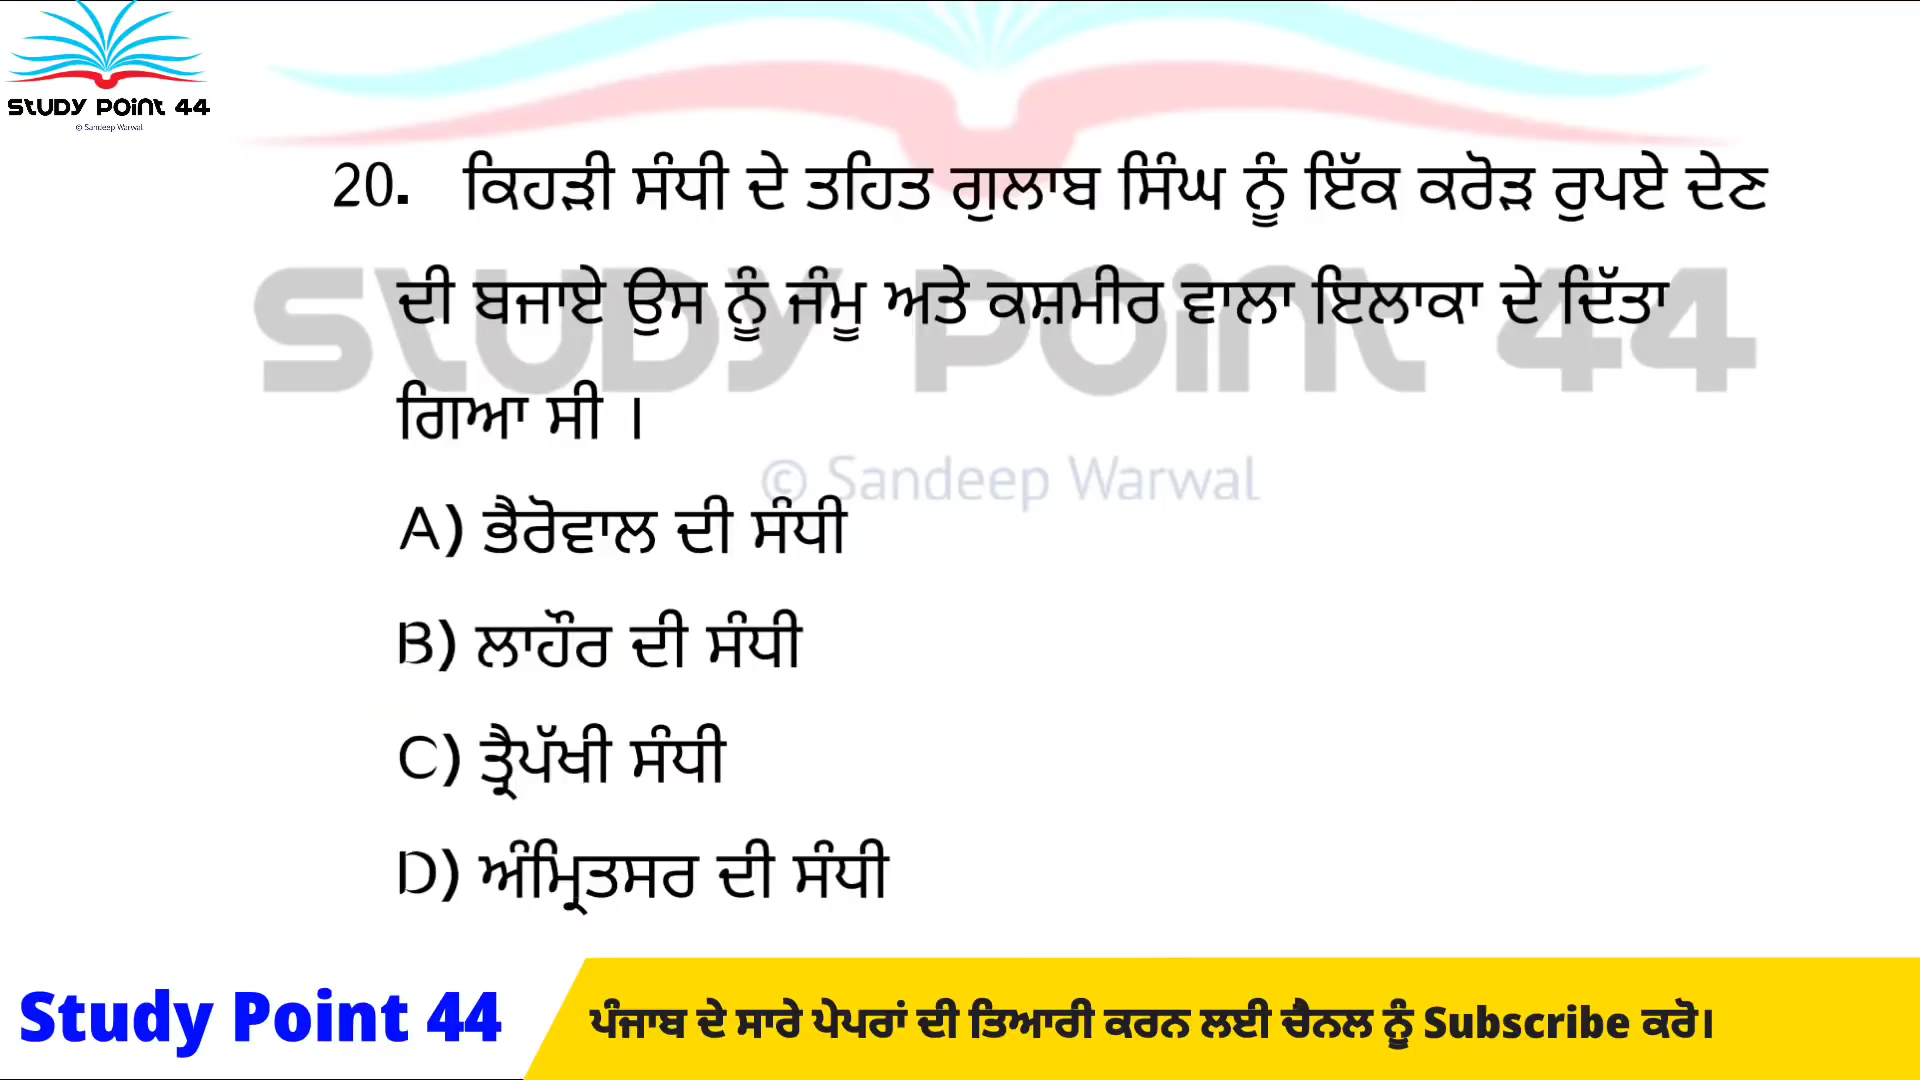 STUDY POINT 44
© Sandeep Warwal
20. ਕਿਹੜੀ ਸੰਧੀ ਦੇ ਤਹਿਤ ਗੁਲਾਬ ਸਿੰਘ ਨੂੰ ਇੱਕ ਕਰੋੜ ਰੁਪਏ ਦੇਣ
ਦੀ ਬਜਾਏ ਉਸ ਨੂੰ ਜੰਮੂ ਅਤੇ ਕਸ਼ਮੀਰ ਵਾਲਾ ਇਲਾਕਾ ਦੇ ਦਿੱਤਾ
ਗਿਆ ਸੀ ।
STUDY POINT 44
© Sandeep Warwal
A) ਭੈਰੋਵਾਲ ਦੀ ਸੰਧੀ
B) ਲਾਹੌਰ ਦੀ ਸੰਧੀ
C) ਤ੍ਰੈਪੱਖੀ ਸੰਧੀ
D) ਅੰਮ੍ਰਿਤਸਰ ਦੀ ਸੰਧੀ
Study Point 44
ਪੰਜਾਬ ਦੇ ਸਾਰੇ ਪੇਪਰਾਂ ਦੀ ਤਿਆਰੀ ਕਰਨ ਲਈ ਚੈਨਲ ਨੂੰ Subscribe ਕਰੋ।